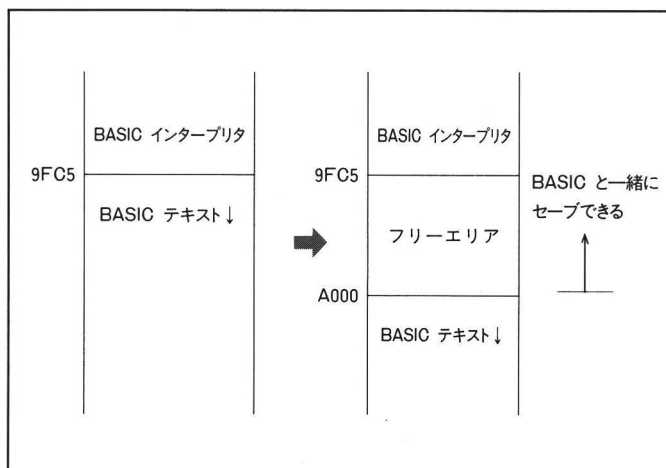 BASIC インタープリタ
9FC5
BASIC テキスト↓
BASIC インタープリタ
9FC5
フリーエリア
A000
BASIC テキスト↓
BASIC と一緒に
セーブできる